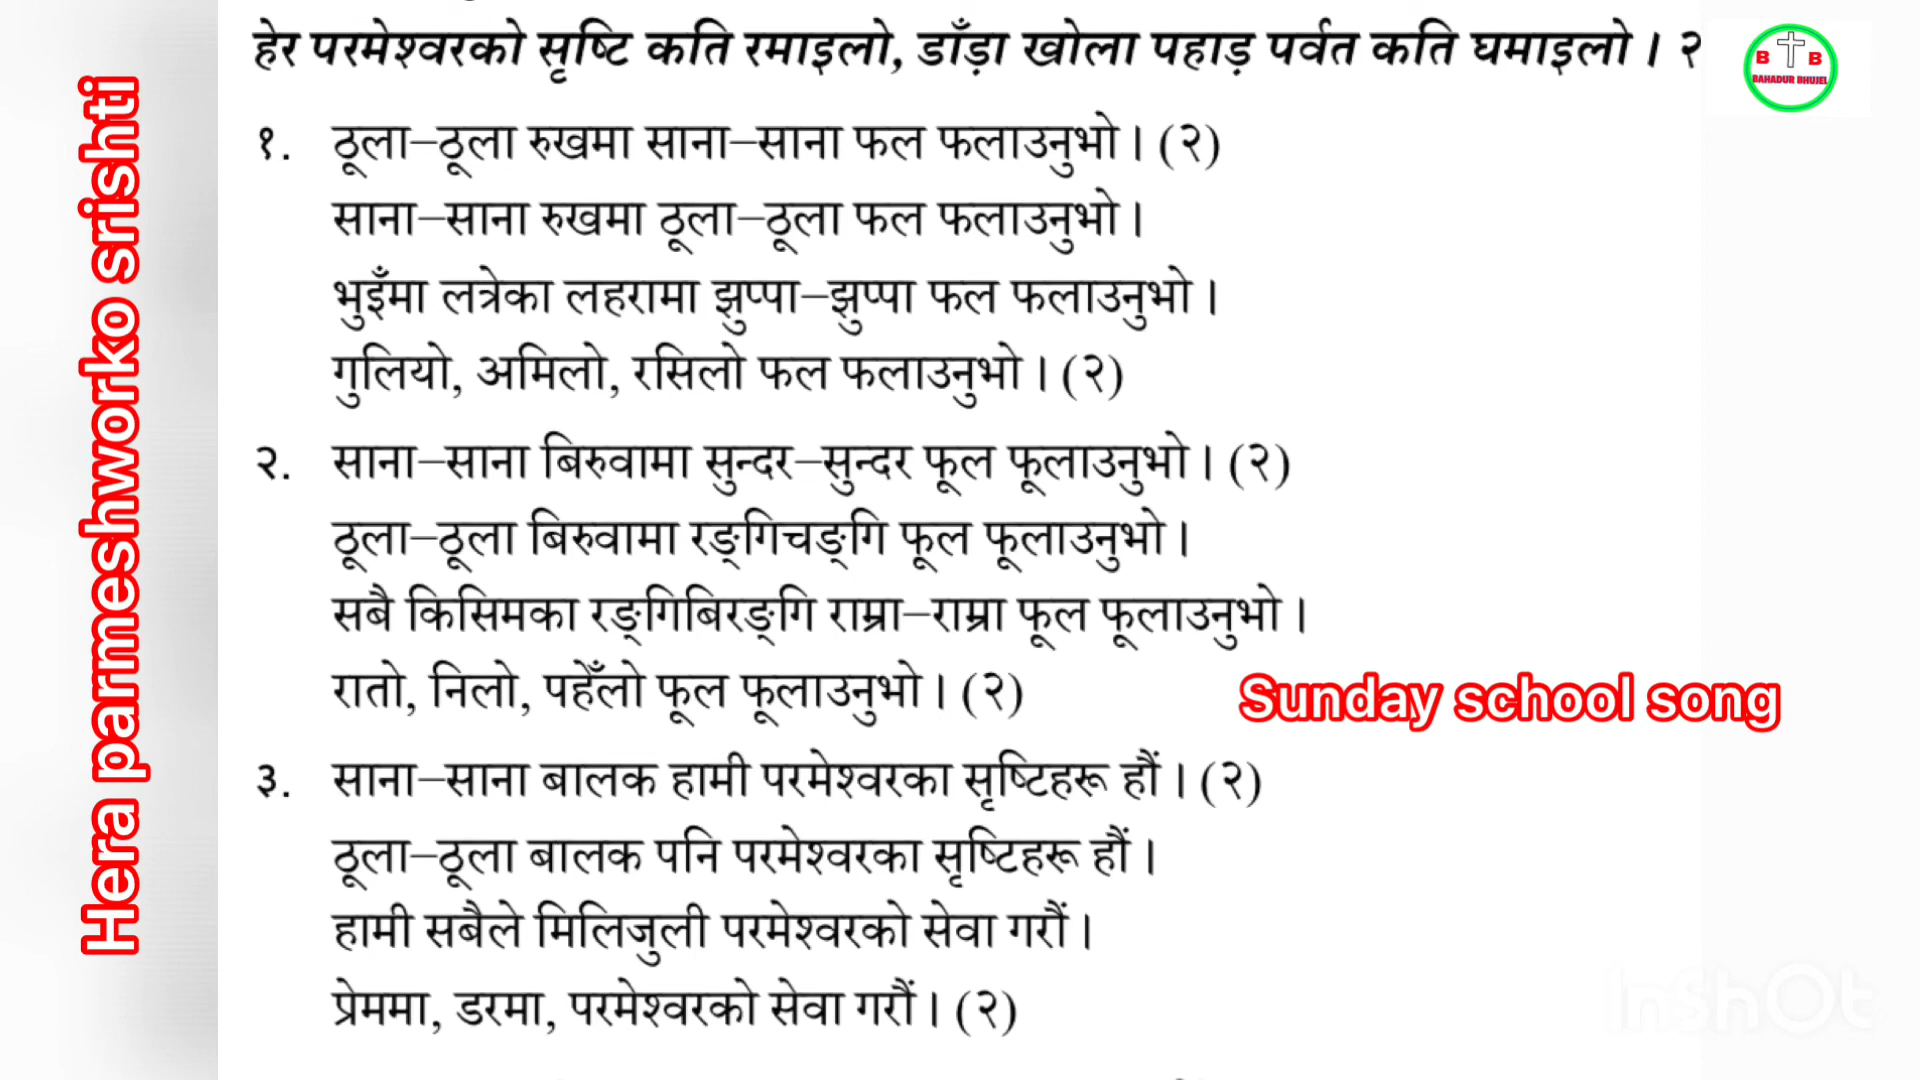 हेर परमेश्वरको सृष्टि कति रमाइलो, डाँड़ा खोला पहाड़ पर्वत कति घमाइलो । २
B B
BAHADUR BHUJEL
Hera parmeshworko srishti
१. ठूला–ठूला रुखमा साना–साना फल फलाउनुभो । (२)
साना–साना रुखमा ठूला–ठूला फल फलाउनुभो ।
भुइँमा लत्रेका लहरामा झुप्पा–झुप्पा फल फलाउनुभो ।
गुलियो, अमिलो, रसिलो फल फलाउनुभो । (२)
२. साना–साना बिरुवामा सुन्दर–सुन्दर फूल फूलाउनुभो । (२)
ठूला–ठूला बिरुवामा रङ्गिचङ्गि फूल फूलाउनुभो ।
सबै किसिमका रङ्गिबिरङ्गि राम्रा–राम्रा फूल फूलाउनुभो ।
रातो, निलो, पहेँलो फूल फूलाउनुभो । (२)
Sunday school song
३. साना–साना बालक हामी परमेश्वरका सृष्टिहरू हौं । (२)
ठूला–ठूला बालक पनि परमेश्वरका सृष्टिहरू हौं ।
हामी सबैले मिलिजुली परमेश्वरको सेवा गरौं ।
प्रेममा, डरमा, परमेश्वरको सेवा गरौं । (२)
InShOt